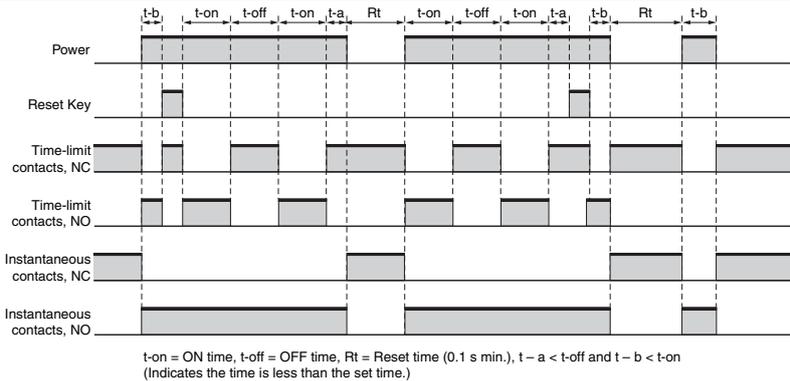 t-b t-on t-off t-on t-a Rt t-on t-off t-on t-a t-b Rt t-b
Power
Reset Key
Time-limit
contacts, NC
Time-limit
contacts, NO
Instantaneous
contacts, NC
Instantaneous
contacts, NO
t-on = ON time, t-off = OFF time, Rt = Reset time (0.1 s min.), t – a < t-off and t – b < t-on
(Indicates the time is less than the set time.)